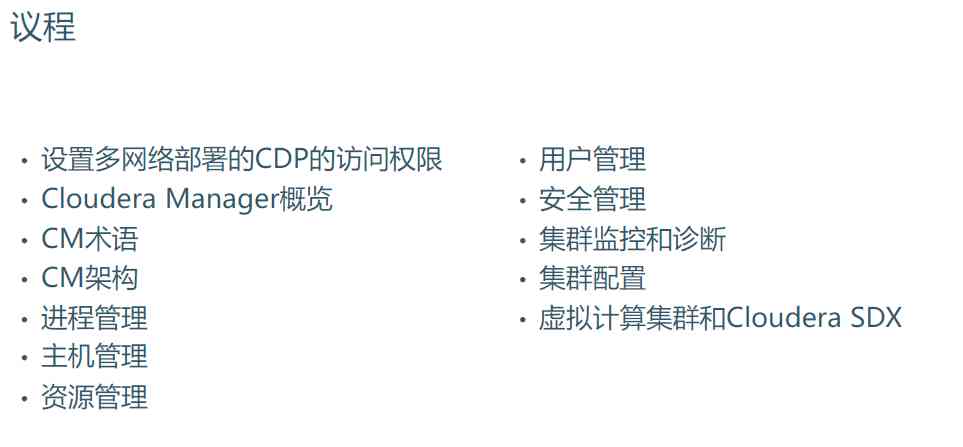 议程
• 设置多网络部署的CDP的访问权限
• Cloudera Manager概览
• CM术语
• CM架构
• 进程管理
• 主机管理
• 资源管理
• 用户管理
• 安全管理
• 集群监控和诊断
• 集群配置
• 虚拟计算集群和Cloudera SDX